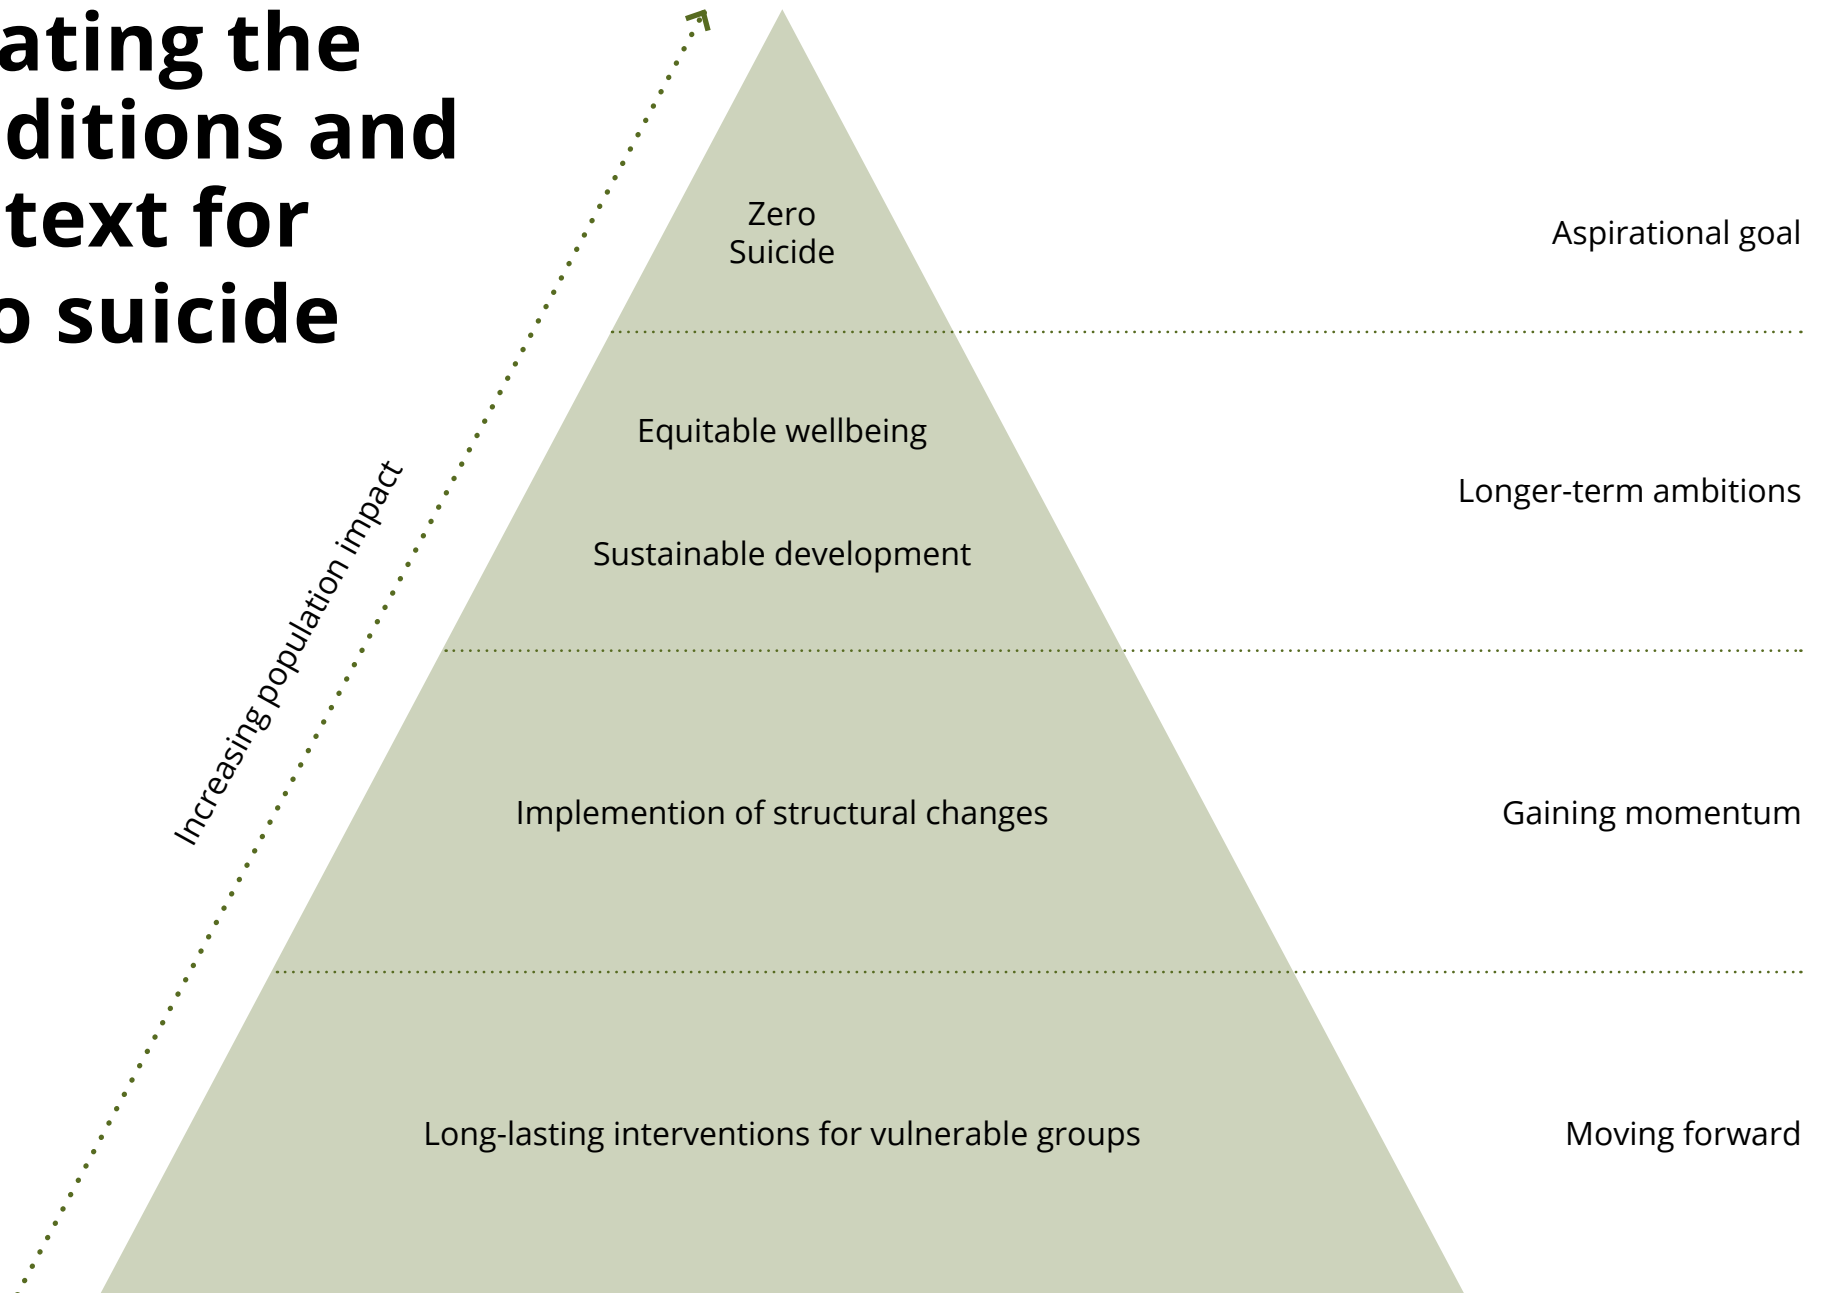 ating the
ditions and
text for
o suicide
Zero
Suicide
Aspirational goal
Equitable wellbeing
Longer-term ambitions
Sustainable development
Increasing population impact
Implemention of structural changes
Gaining momentum
Long-lasting interventions for vulnerable groups
Moving forward